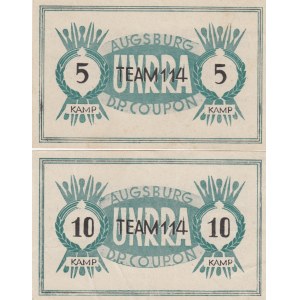 AUGSBURG
5 TEAM 114 5
UNRRA
KAMP D.P. COUPON KAMP
AUGSBURG
10 TEAM 114 10
UNRRA
KAMP D.P. COUPON KAMP